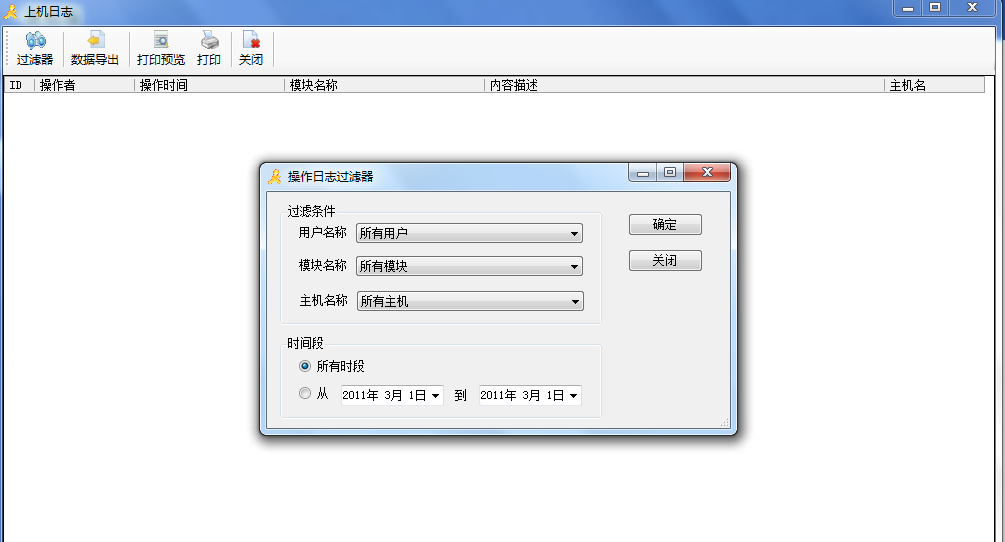 上机日志
过滤器 数据导出 打印预览 打印 关闭
ID 操作者 操作时间 模块名称 内容描述 主机名
操作日志过滤器
过滤条件
用户名称 所有用户 确定
模块名称 所有模块 关闭
主机名称 所有主机
时间段
所有时段
从 2011年 3月 1日 到 2011年 3月 1日